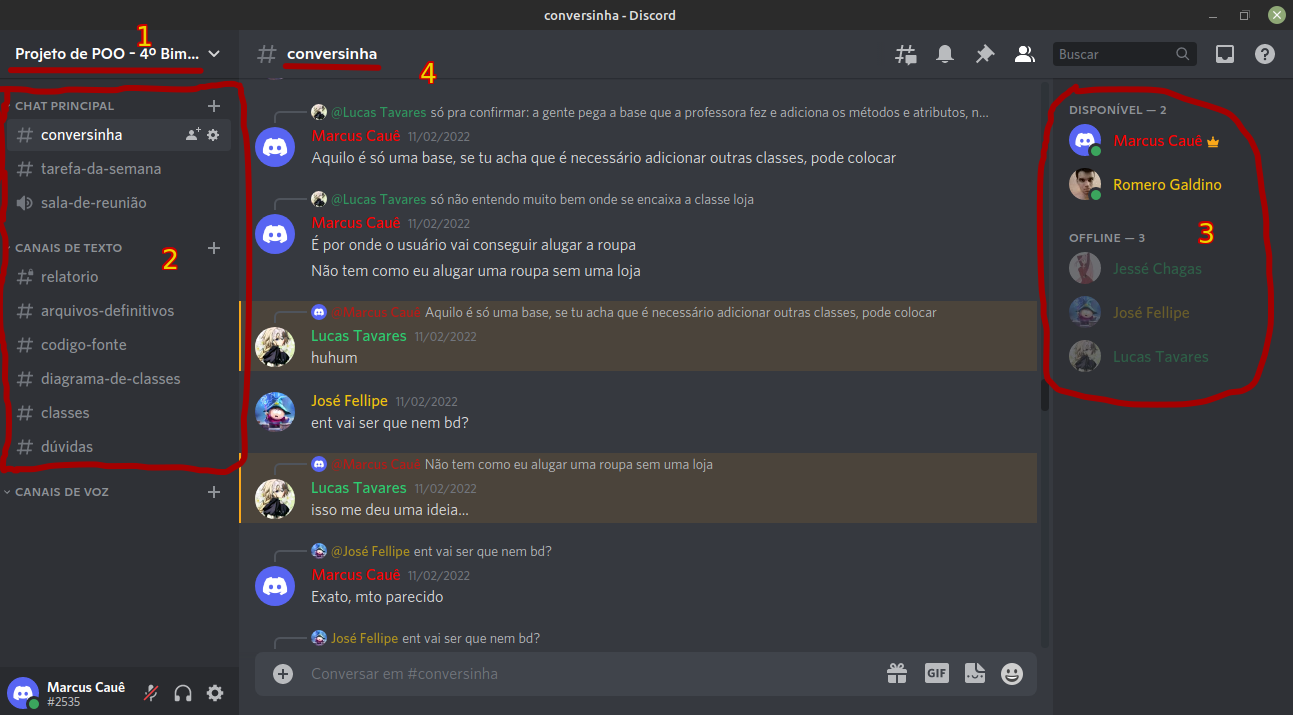 conversinha - Discord
1
Projeto de POO - 4º Bim...
conversinha
4
Buscar
CHAT PRINCIPAL
conversinha
tarefa-da-semana
sala-de-reunião
CANAIS DE TEXTO
2
relatorio
arquivos-definitivos
codigo-fonte
diagrama-de-classes
classes
dúvidas
CANAIS DE VOZ
Marcus Cauê
#2535
@Lucas Tavares só pra confirmar: a gente pega a base que a professora fez e adiciona os métodos e atributos, n...
Marcus Cauê 11/02/2022
Aquilo é só uma base, se tu acha que é necessário adicionar outras classes, pode colocar
@Lucas Tavares só não entendo muito bem onde se encaixa a classe loja
Marcus Cauê 11/02/2022
É por onde o usuário vai conseguir alugar a roupa
Não tem como eu alugar uma roupa sem uma loja
@Marcus Cauê Aquilo é só uma base, se tu acha que é necessário adicionar outras classes, pode colocar
Lucas Tavares 11/02/2022
huhum
José Fellipe 11/02/2022
ent vai ser que nem bd?
@Marcus Cauê Não tem como eu alugar uma roupa sem uma loja
Lucas Tavares 11/02/2022
isso me deu uma ideia...
@José Fellipe ent vai ser que nem bd?
Marcus Cauê 11/02/2022
Exato, mto parecido
José Fellipe ent vai ser que nem bd?
Conversar em #conversinha
GIF
DISPONÍVEL — 2
Marcus Cauê
Romero Galdino
OFFLINE — 3
3
Jessé Chagas
José Fellipe
Lucas Tavares